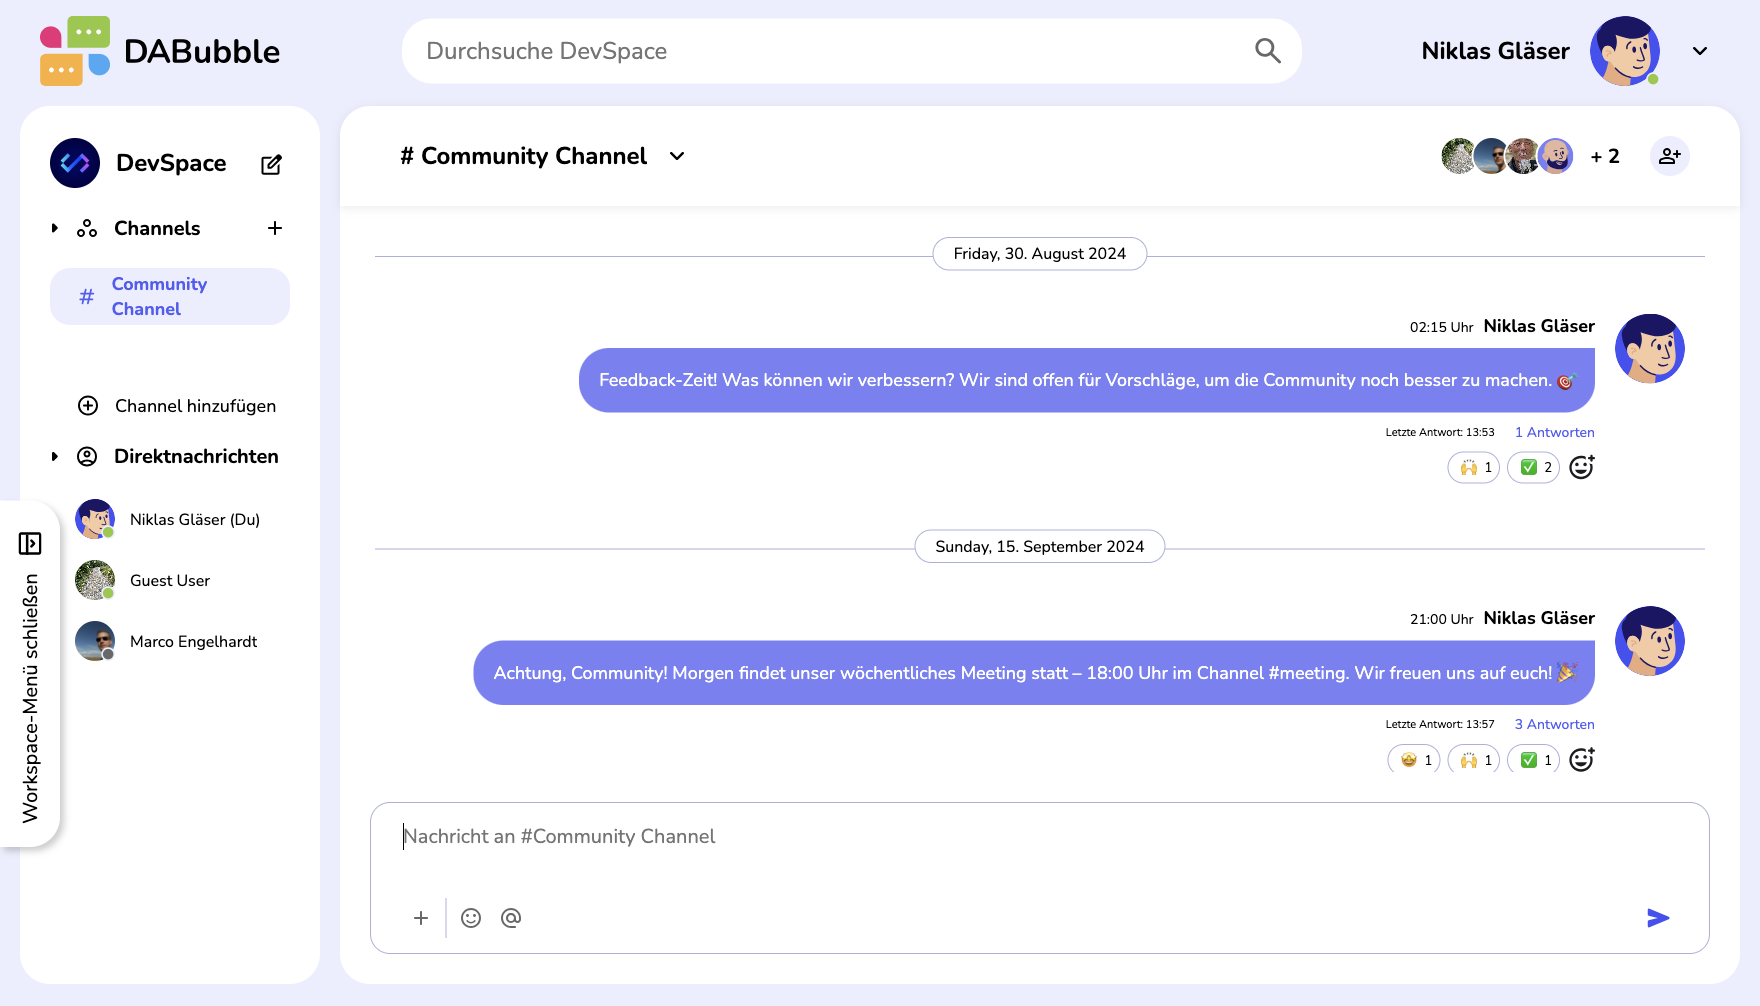 DABubble
Durchsuche DevSpace
Niklas Gläser
DevSpace
Channels
# Community
Channel
Channel hinzufügen
Direktnachrichten
Niklas Gläser (Du)
Guest User
Marco Engelhardt
Workspace-Menü schließen
# Community Channel
+ 2
Friday, 30. August 2024
02:15 Uhr Niklas Gläser
Feedback-Zeit! Was können wir verbessern? Wir sind offen für Vorschläge, um die Community noch besser zu machen. 🎯
Letzte Antwort: 13:53 1 Antworten
🙌 1 ✅ 2
Sunday, 15. September 2024
21:00 Uhr Niklas Gläser
Achtung, Community! Morgen findet unser wöchentliches Meeting statt – 18:00 Uhr im Channel #meeting. Wir freuen uns auf euch! 🎉
Letzte Antwort: 13:57 3 Antworten
🤩 1 🙌 1 ✅ 1
Nachricht an #Community Channel